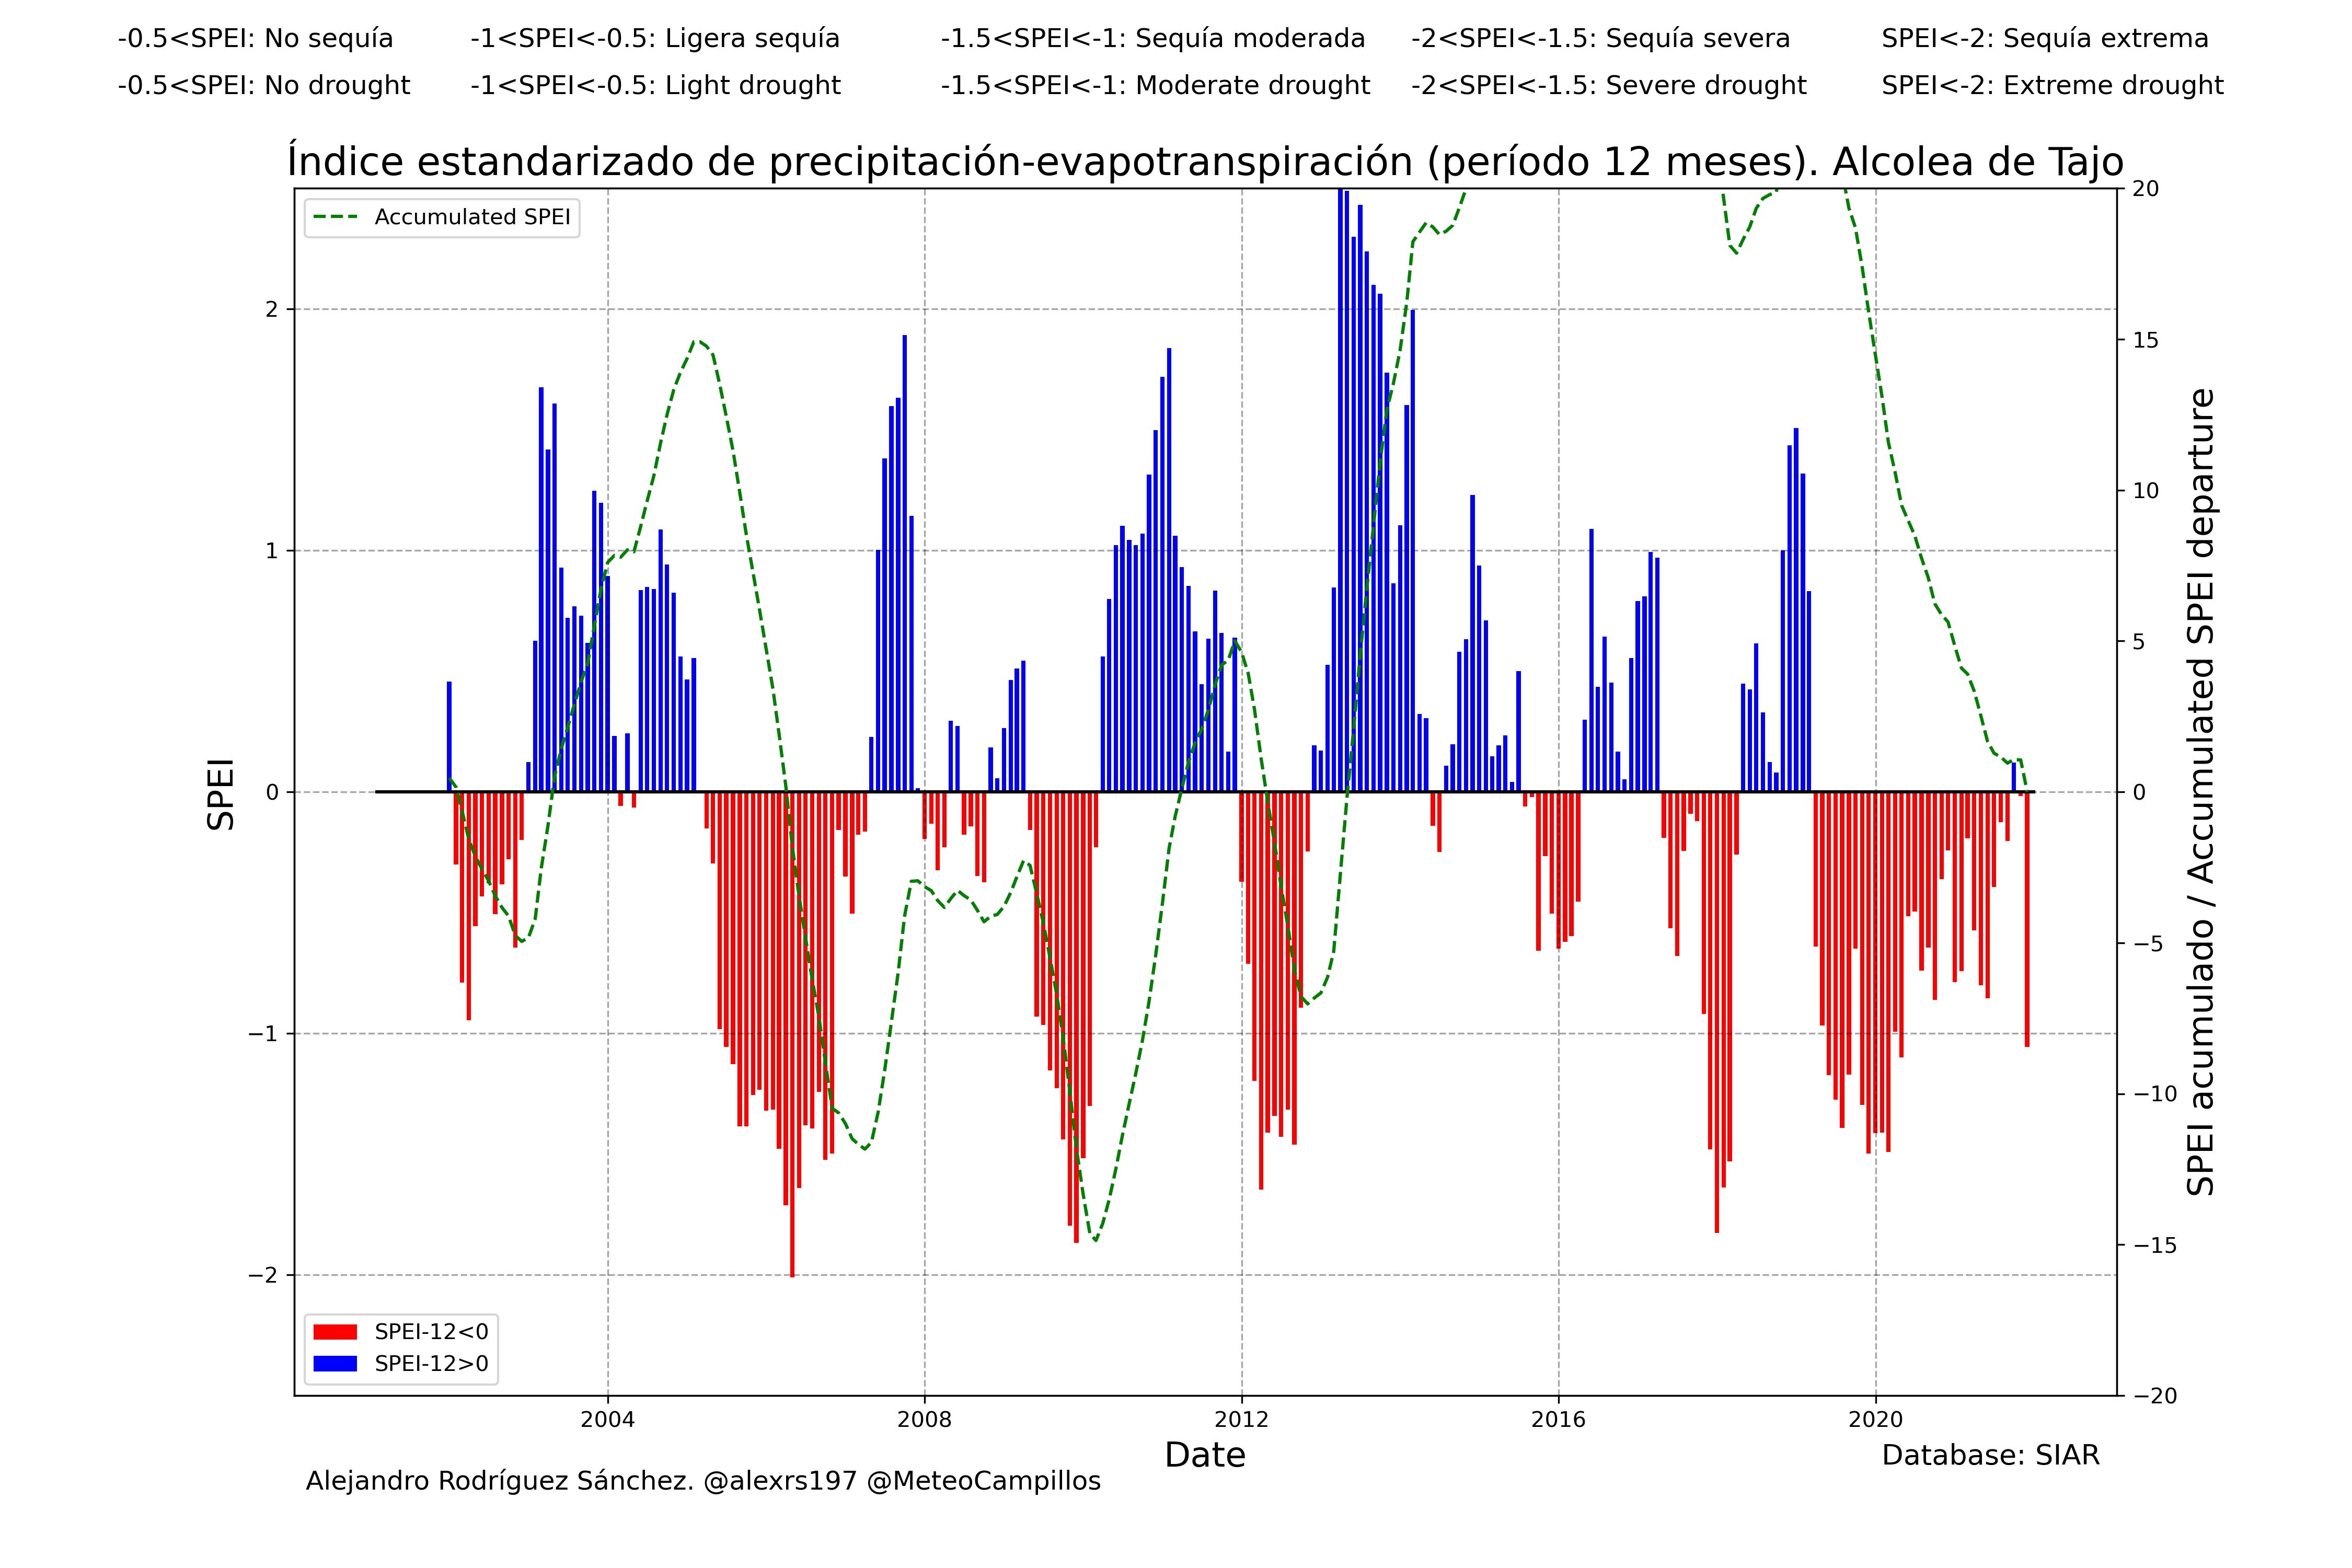 -0.5<SPEI: No sequía -1<SPEI<-0.5: Ligera sequía -1.5<SPEI<-1: Sequía moderada -2<SPEI<-1.5: Sequía severa SPEI<-2: Sequía extrema
-0.5<SPEI: No drought -1<SPEI<-0.5: Light drought -1.5<SPEI<-1: Moderate drought -2<SPEI<-1.5: Severe drought SPEI<-2: Extreme drought
Índice estandarizado de precipitación-evapotranspiración (período 12 meses). Alcolea de Tajo
Accumulated SPEI
2
1
0
−1
−2
SPEI
20
15
10
5
0
−5
−10
−15
−20
SPEI acumulado / Accumulated SPEI departure
SPEI-12<0
SPEI-12>0
2004 2008 2012 2016 2020
Date
Database: SIAR
Alejandro Rodríguez Sánchez. @alexrs197 @MeteoCampillos